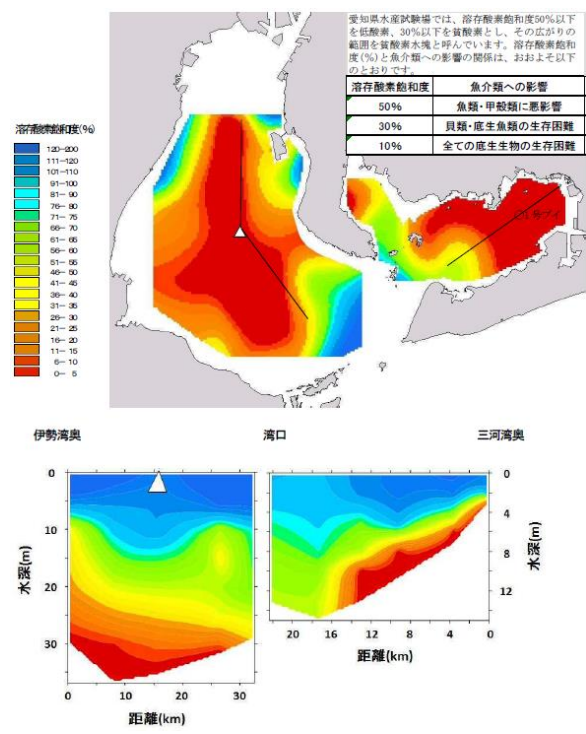 愛知県水産試験場では、溶存酸素飽和度50%以下
を低酸素、30%以下を貧酸素とし、その広がりの
範囲を貧酸素水塊と呼んでいます。溶存酸素飽和
度(%)と魚介類への影響の関係は、おおよそ以下
のとおりです。
溶存酸素飽和度 魚介類への影響
50% 魚類・甲殻類に悪影響
30% 貝類・底生魚類の生存困難
10% 全ての底生生物の生存困難
溶存酸素飽和度(%)
120-200
111-120
101-110
91-100
81-90
76-80
71-75
66-70
61-65
56-60
51-55
46-50
41-45
36-40
31-35
26-30
21-25
16-20
11-15
6-10
0-5
号ブイ
伊勢湾奥 湾口 三河湾奥
0
10
20
30
水深(m)
0 10 20 30
距離(km)
0
4
8
12
水深(m)
22 20 16 12 8 4 0
距離(km)